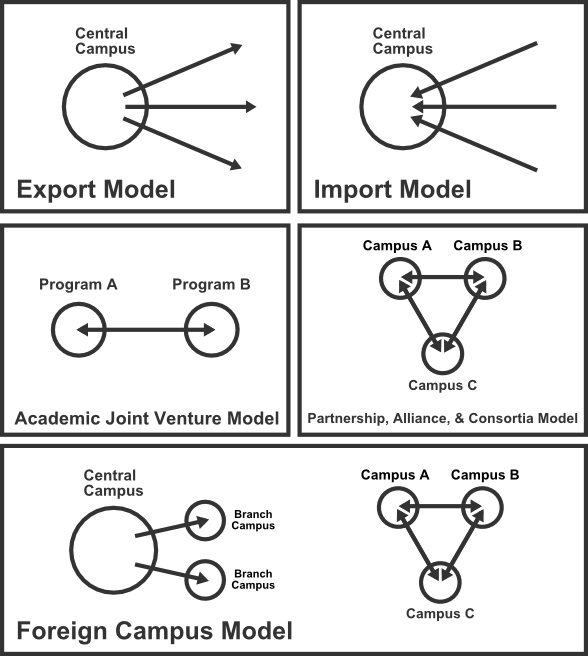 Central
Campus
Export Model
Central
Campus
Import Model
Program A
Program B
Academic Joint Venture Model
Campus A
Campus B
Campus C
Partnership, Alliance, & Consortia Model
Central
Campus
Branch
Campus
Branch
Campus
Campus A
Campus B
Campus C
Foreign Campus Model